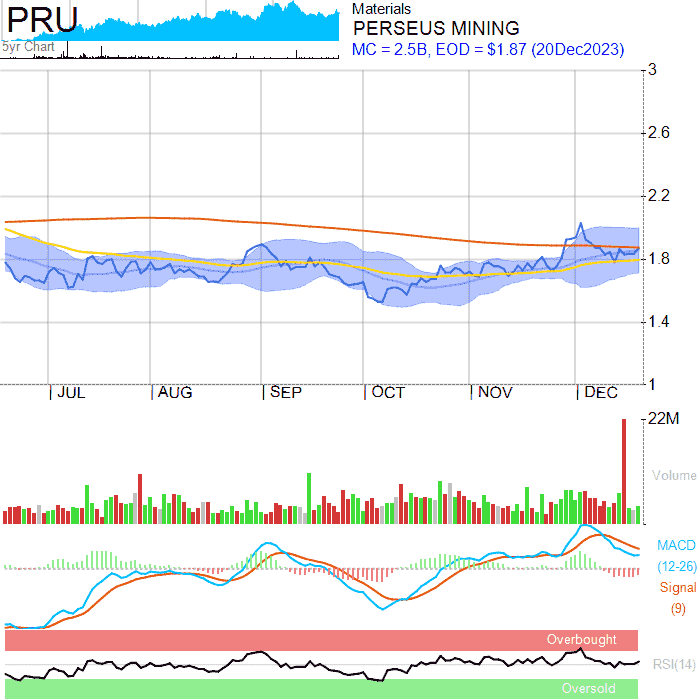 PRU
5yr Chart
Materials
PERSEUS MINING
MC = 2.5B, EOD = $1.87 (20Dec2023)
3
2.6
2.2
1.8
1.4
1
JUL
AUG
SEP
OCT
NOV
DEC
22M
Volume
MACD
(12-26)
Signal
(9)
Overbought
RSI(14)
Oversold